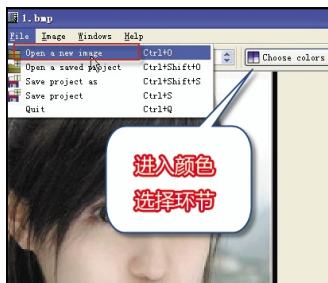 1.bmp
File Image Windows Help
Open a new image Ctrl+O
Open a saved project Ctrl+Shift+O
Save project as Ctrl+Shift+S
Save project Ctrl+S
Quit Ctrl+Q
Choose colors
进入颜色
选择环节